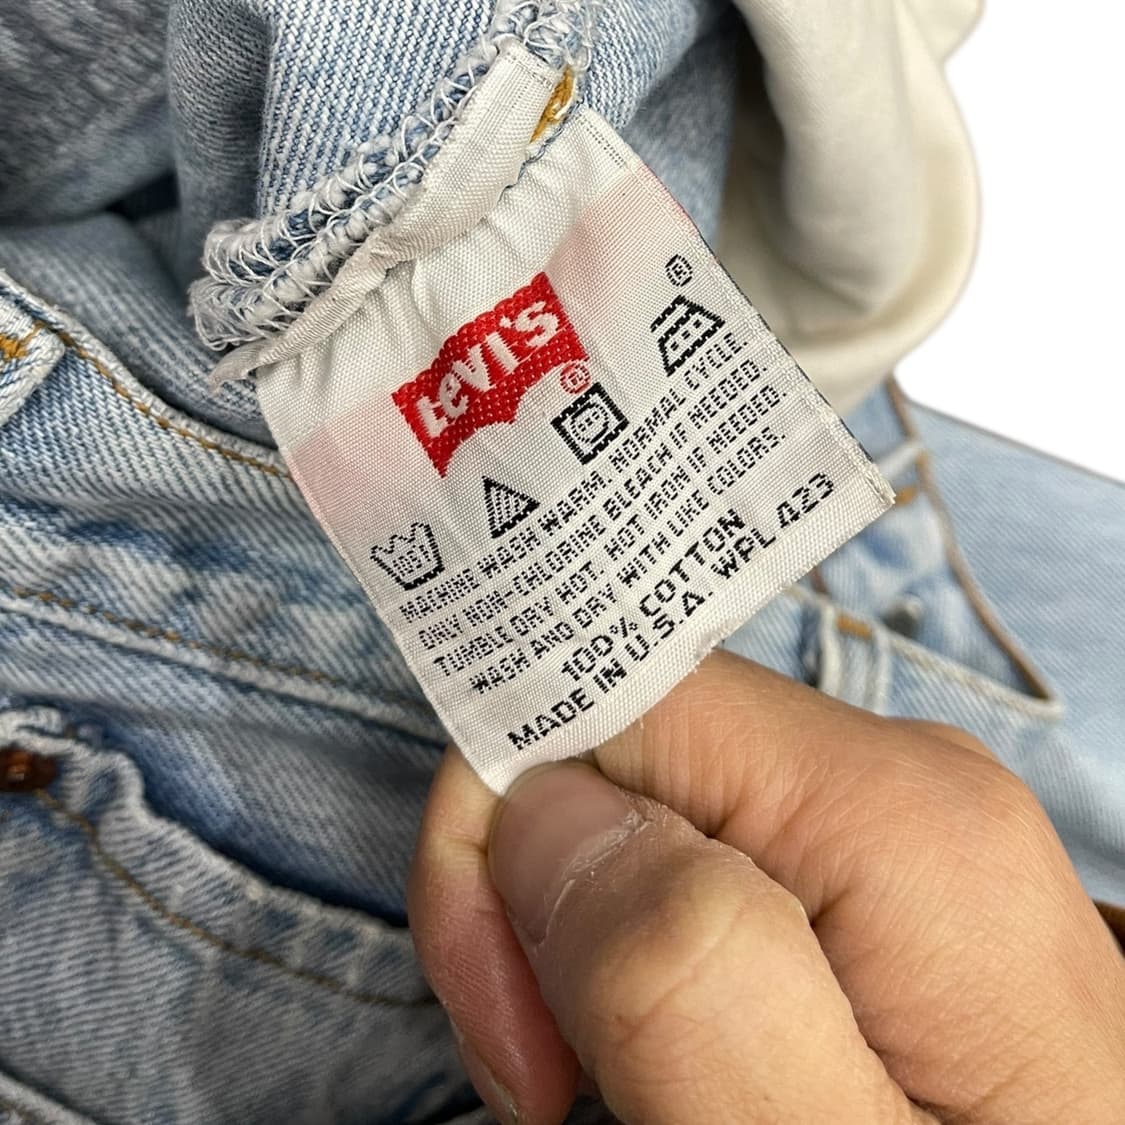 Levi's ®
®
MACHINE WASH WARM, NORMAL CYCLE.
ONLY NON-CHLORINE BLEACH IF NEEDED.
TUMBLE DRY HOT. HOT IRON IF NEEDED.
WASH AND DRY WITH LIKE COLORS.
100% COTTON
MADE IN U.S.A. WPL 423